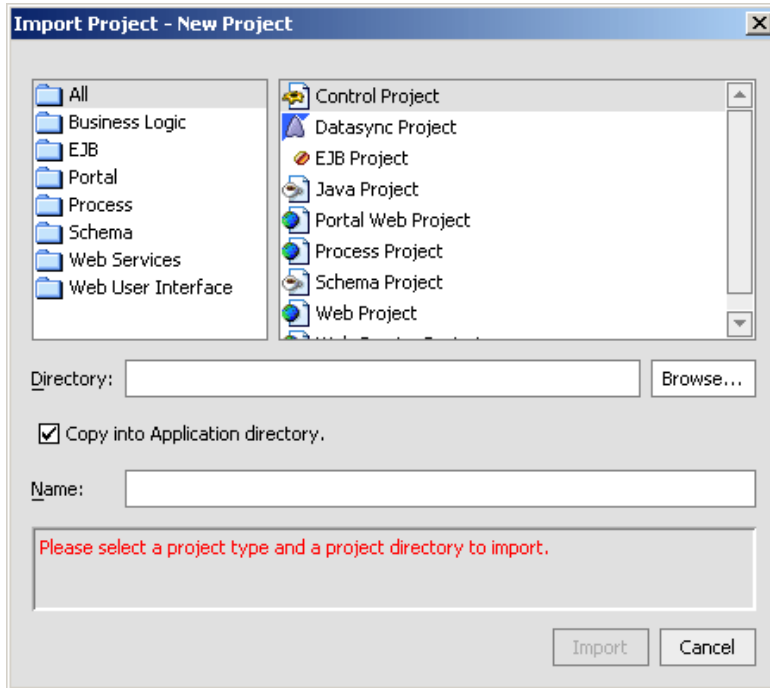 Import Project - New Project
All
Business Logic
EJB
Portal
Process
Schema
Web Services
Web User Interface
Control Project
Datasync Project
EJB Project
Java Project
Portal Web Project
Process Project
Schema Project
Web Project
Directory:
Browse...
Copy into Application directory.
Name:
Please select a project type and a project directory to import.
Import
Cancel